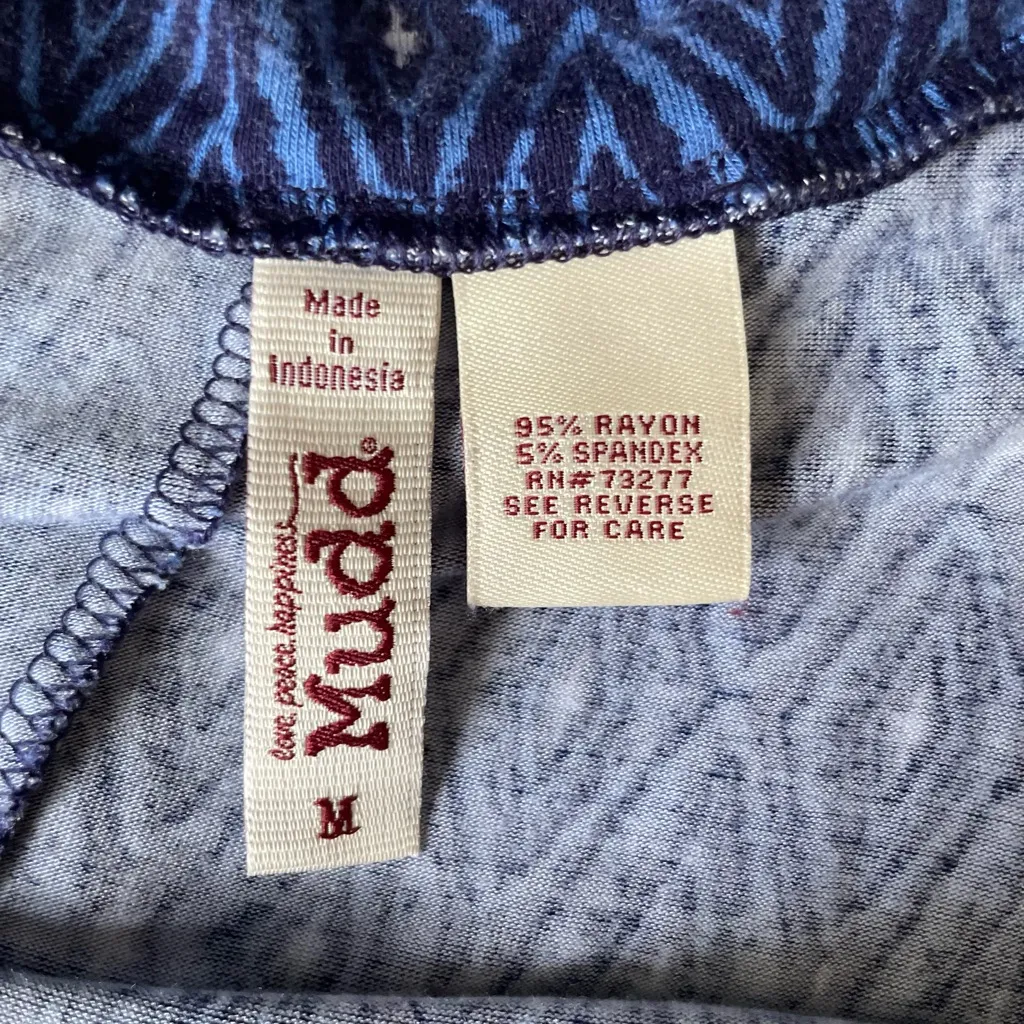 Made
in
Indonesia
Mudd®
love. peace. happiness
M
95% RAYON
5% SPANDEX
RN#73277
SEE REVERSE
FOR CARE